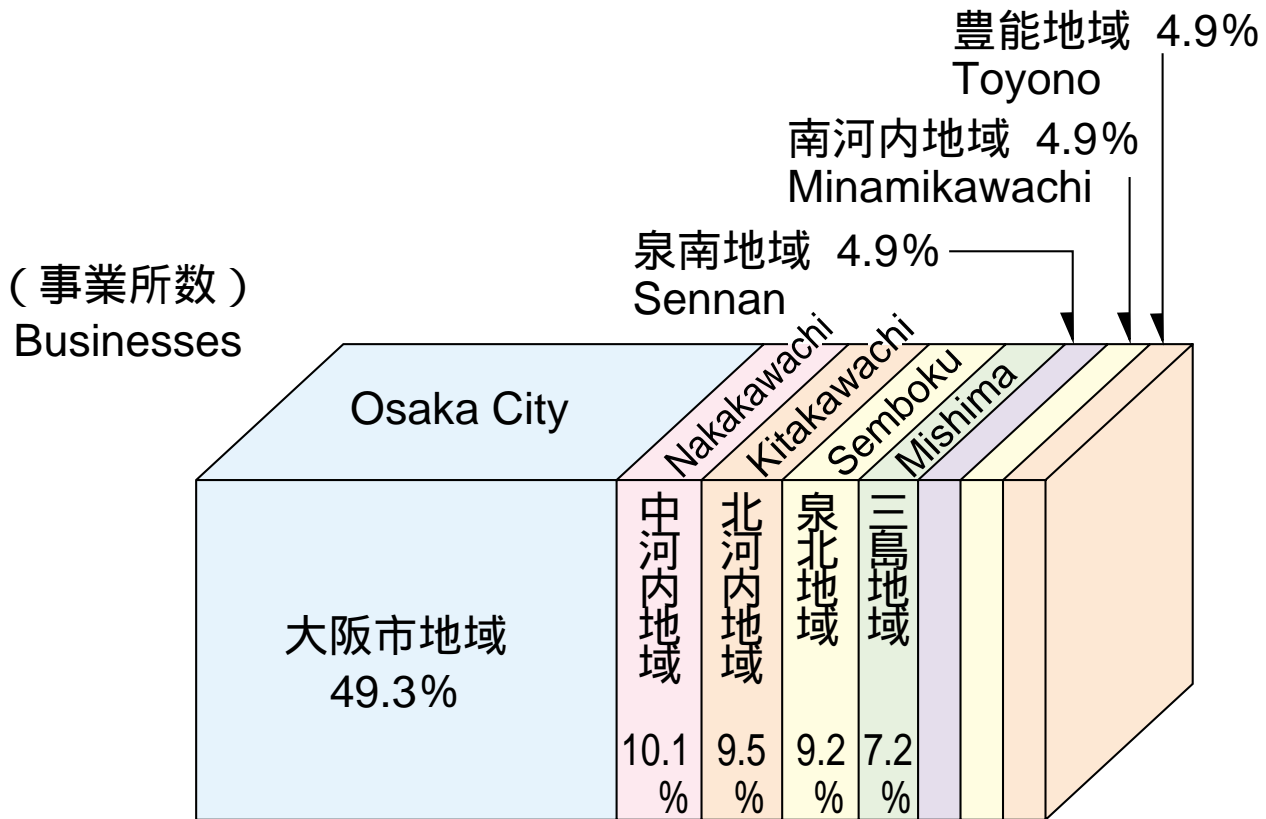 豊能地域 4.9%
Toyono
南河内地域 4.9%
Minamikawachi
泉南地域 4.9%
Sennan
（事業所数）
Businesses
Osaka City
Nakakawachi
Kitakawachi
Semboku
Mishima
大阪市地域
49.3%
中河内地域
10.1
%
北河内地域
9.5
%
泉北地域
9.2
%
三島地域
7.2
%